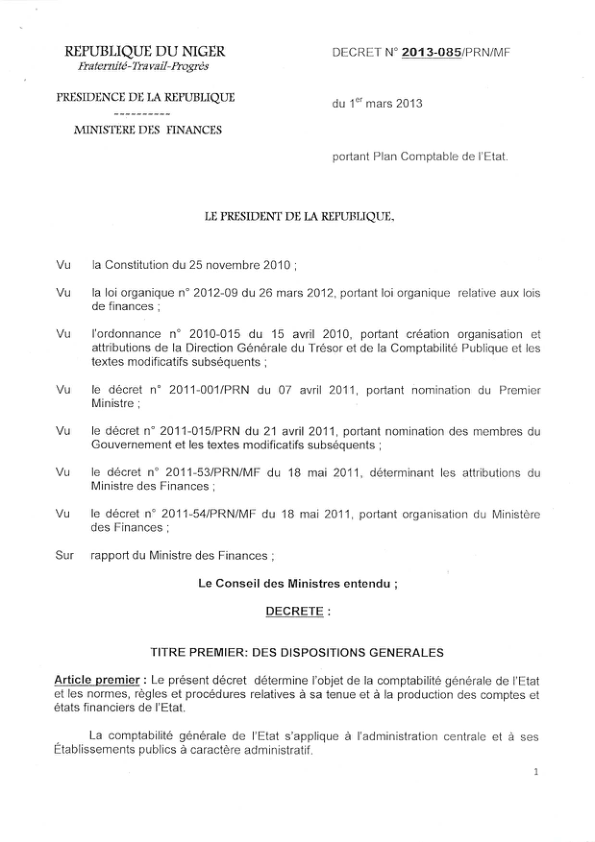 REPUBLIQUE DU NIGER
Fraternité-Travail-Progrès
PRESIDENCE DE LA REPUBLIQUE
----------
MINISTERE DES FINANCES
DECRET N° 2013-085/PRN/MF
du 1er mars 2013
portant Plan Comptable de l'Etat.
LE PRESIDENT DE LA REPUBLIQUE,
Vu la Constitution du 25 novembre 2010 ;
Vu la loi organique n° 2012-09 du 26 mars 2012, portant loi organique relative aux lois
de finances ;
Vu l'ordonnance n° 2010-015 du 15 avril 2010, portant création organisation et
attributions de la Direction Générale du Trésor et de la Comptabilité Publique et les
textes modificatifs subséquents ;
Vu le décret n° 2011-001/PRN du 07 avril 2011, portant nomination du Premier
Ministre ;
Vu le décret n° 2011-015/PRN du 21 avril 2011, portant nomination des membres du
Gouvernement et les textes modificatifs subséquents ;
Vu le décret n° 2011-53/PRN/MF du 18 mai 2011, déterminant les attributions du
Ministre des Finances ;
Vu le décret n° 2011-54/PRN/MF du 18 mai 2011, portant organisation du Ministère
des Finances ;
Sur rapport du Ministre des Finances ;
Le Conseil des Ministres entendu ;
DECRETE :
TITRE PREMIER: DES DISPOSITIONS GENERALES
Article premier : Le présent décret détermine l'objet de la comptabilité générale de l'Etat
et les normes, règles et procédures relatives à sa tenue et à la production des comptes et
états financiers de l'Etat.
La comptabilité générale de l'Etat s'applique à l'administration centrale et à ses
Établissements publics à caractère administratif.
1